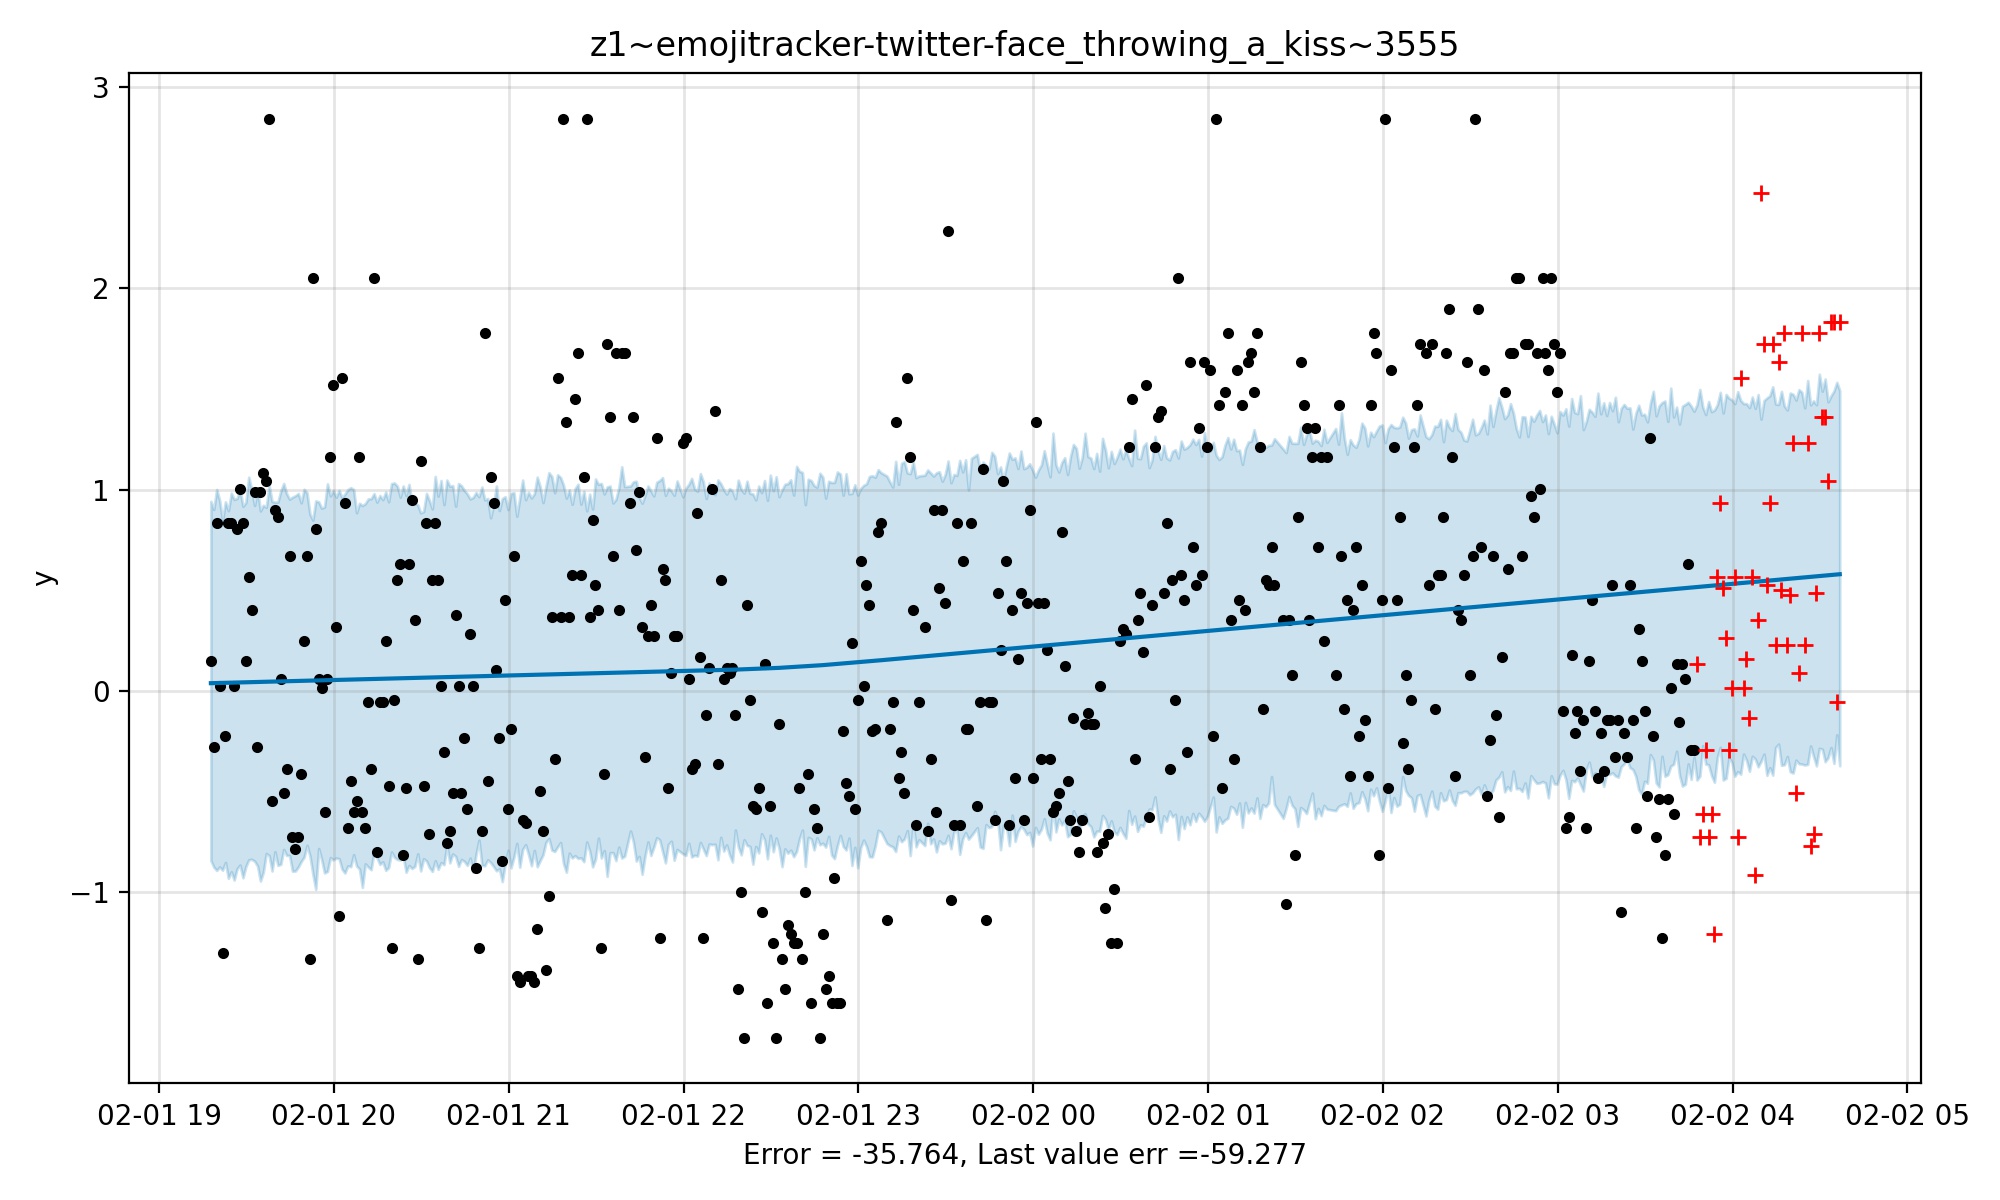 z1~emojitracker-twitter-face_throwing_a_kiss~3555
3
2
1
0
−1
y
02-01 19 02-01 20 02-01 21 02-01 22 02-01 23 02-02 00 02-02 01 02-02 02 02-02 03 02-02 04 02-02 05
Error = -35.764, Last value err =-59.277